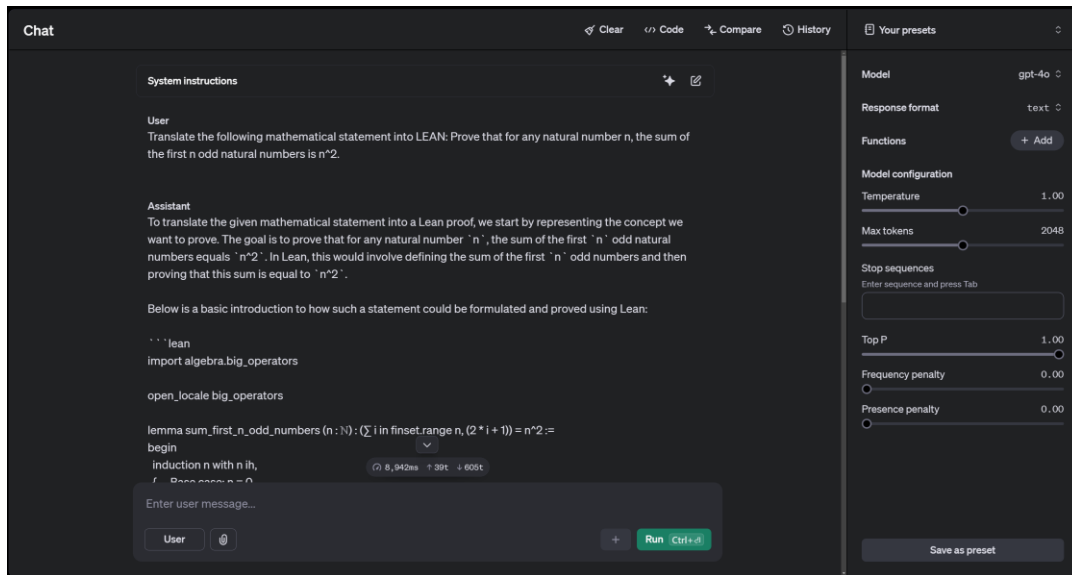 Chat
Clear
</> Code
Compare
History
Your presets
System instructions
User
Translate the following mathematical statement into LEAN: Prove that for any natural number n, the sum of
the first n odd natural numbers is n^2.
Assistant
To translate the given mathematical statement into a Lean proof, we start by representing the concept we
want to prove. The goal is to prove that for any natural number `n`, the sum of the first `n` odd natural
numbers equals `n^2`. In Lean, this would involve defining the sum of the first `n` odd numbers and then
proving that this sum is equal to `n^2`.
Below is a basic introduction to how such a statement could be formulated and proved using Lean:
```lean
import algebra.big_operators
open_locale big_operators
lemma sum_first_n_odd_numbers (n : ℕ) : (∑ i in finset.range n, (2 * i + 1)) = n^2 :=
begin
induction n with n ih,
{ -- Base case: n = 0
8,942ms ↑ 39t ↓ 605t
Enter user message...
User
+
Run Ctrl+⏎
Model
gpt-4o
Response format
text
Functions
+ Add
Model configuration
Temperature
1.00
Max tokens
2048
Stop sequences
Enter sequence and press Tab
Top P
1.00
Frequency penalty
0.00
Presence penalty
0.00
Save as preset